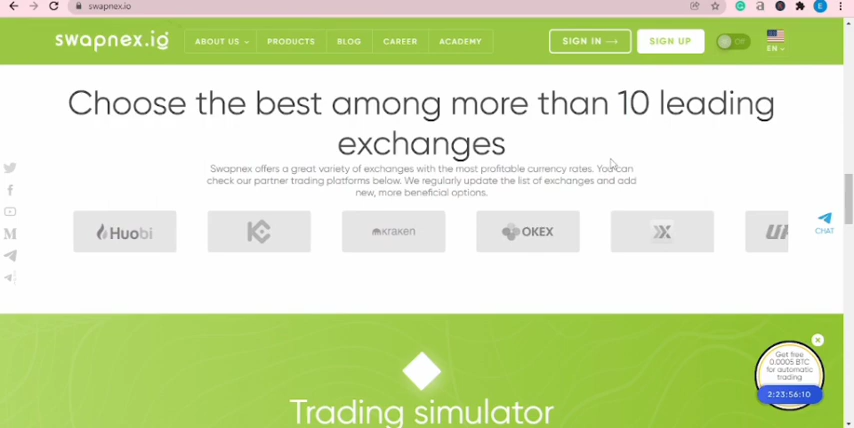 swapnex.io
swapnex.io
ABOUT US
PRODUCTS
BLOG
CAREER
ACADEMY
SIGN IN
SIGN UP
Off
EN
Choose the best among more than 10 leading
exchanges
Swapnex offers a great variety of exchanges with the most profitable currency rates. You can
check our partner trading platforms below. We regularly update the list of exchanges and add
new, more beneficial options.
Huobi
kraken
OKEX
CHAT
Get free
0.0005 BTC
for automatic
trading
2:23:56:10
Trading simulator